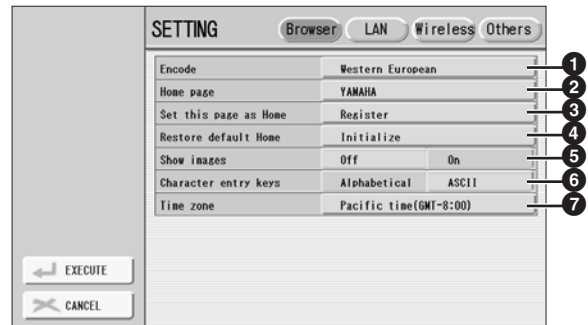 SETTING Browser LAN Wireless Others
Encode Western European 1
Home page YAMAHA 2
Set this page as Home Register 3
Restore default Home Initialize 4
Show images Off On 5
Character entry keys Alphabetical ASCII 6
Time zone Pacific time(GMT-8:00) 7
EXECUTE
CANCEL